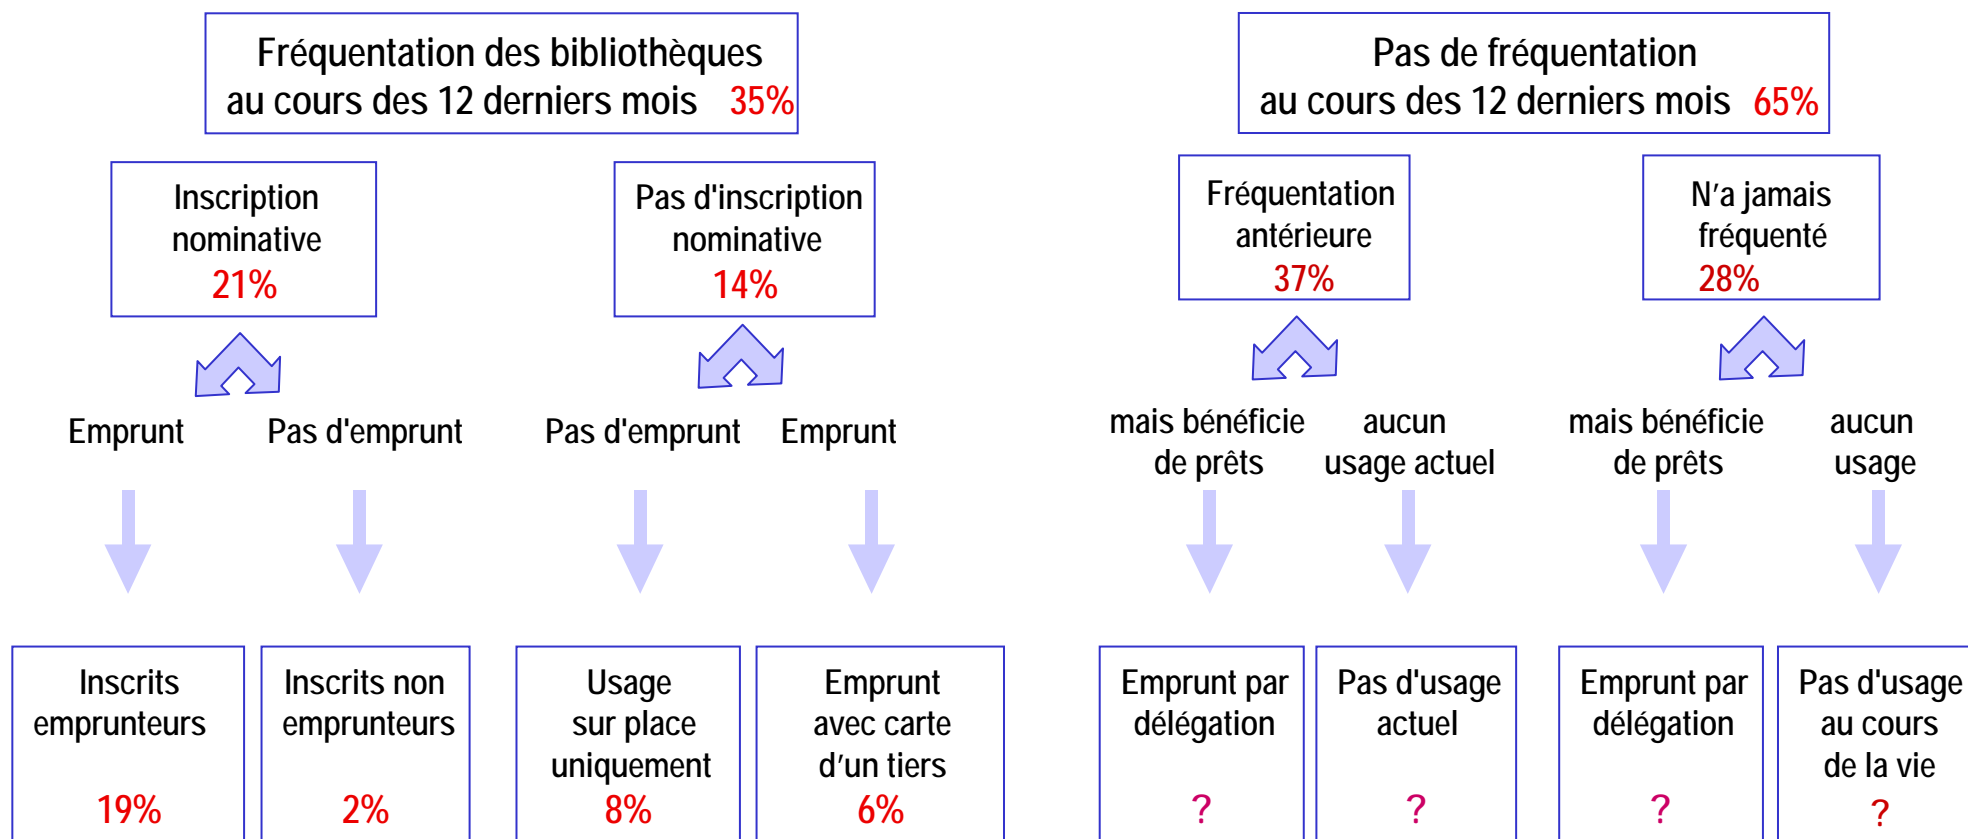 Fréquentation des bibliothèques
au cours des 12 derniers mois 35%
Pas de fréquentation
au cours des 12 derniers mois 65%
Inscription
nominative
21%
Pas d'inscription
nominative
14%
Fréquentation
antérieure
37%
N’a jamais
fréquenté
28%
Emprunt
Pas d'emprunt
Pas d'emprunt
Emprunt
mais bénéficie
de prêts
aucun
usage actuel
mais bénéficie
de prêts
aucun
usage
Inscrits
emprunteurs
19%
Inscrits non
emprunteurs
2%
Usage
sur place
uniquement
8%
Emprunt
avec carte
d’un tiers
6%
Emprunt par
délégation
?
Pas d'usage
actuel
?
Emprunt par
délégation
?
Pas d'usage
au cours
de la vie
?